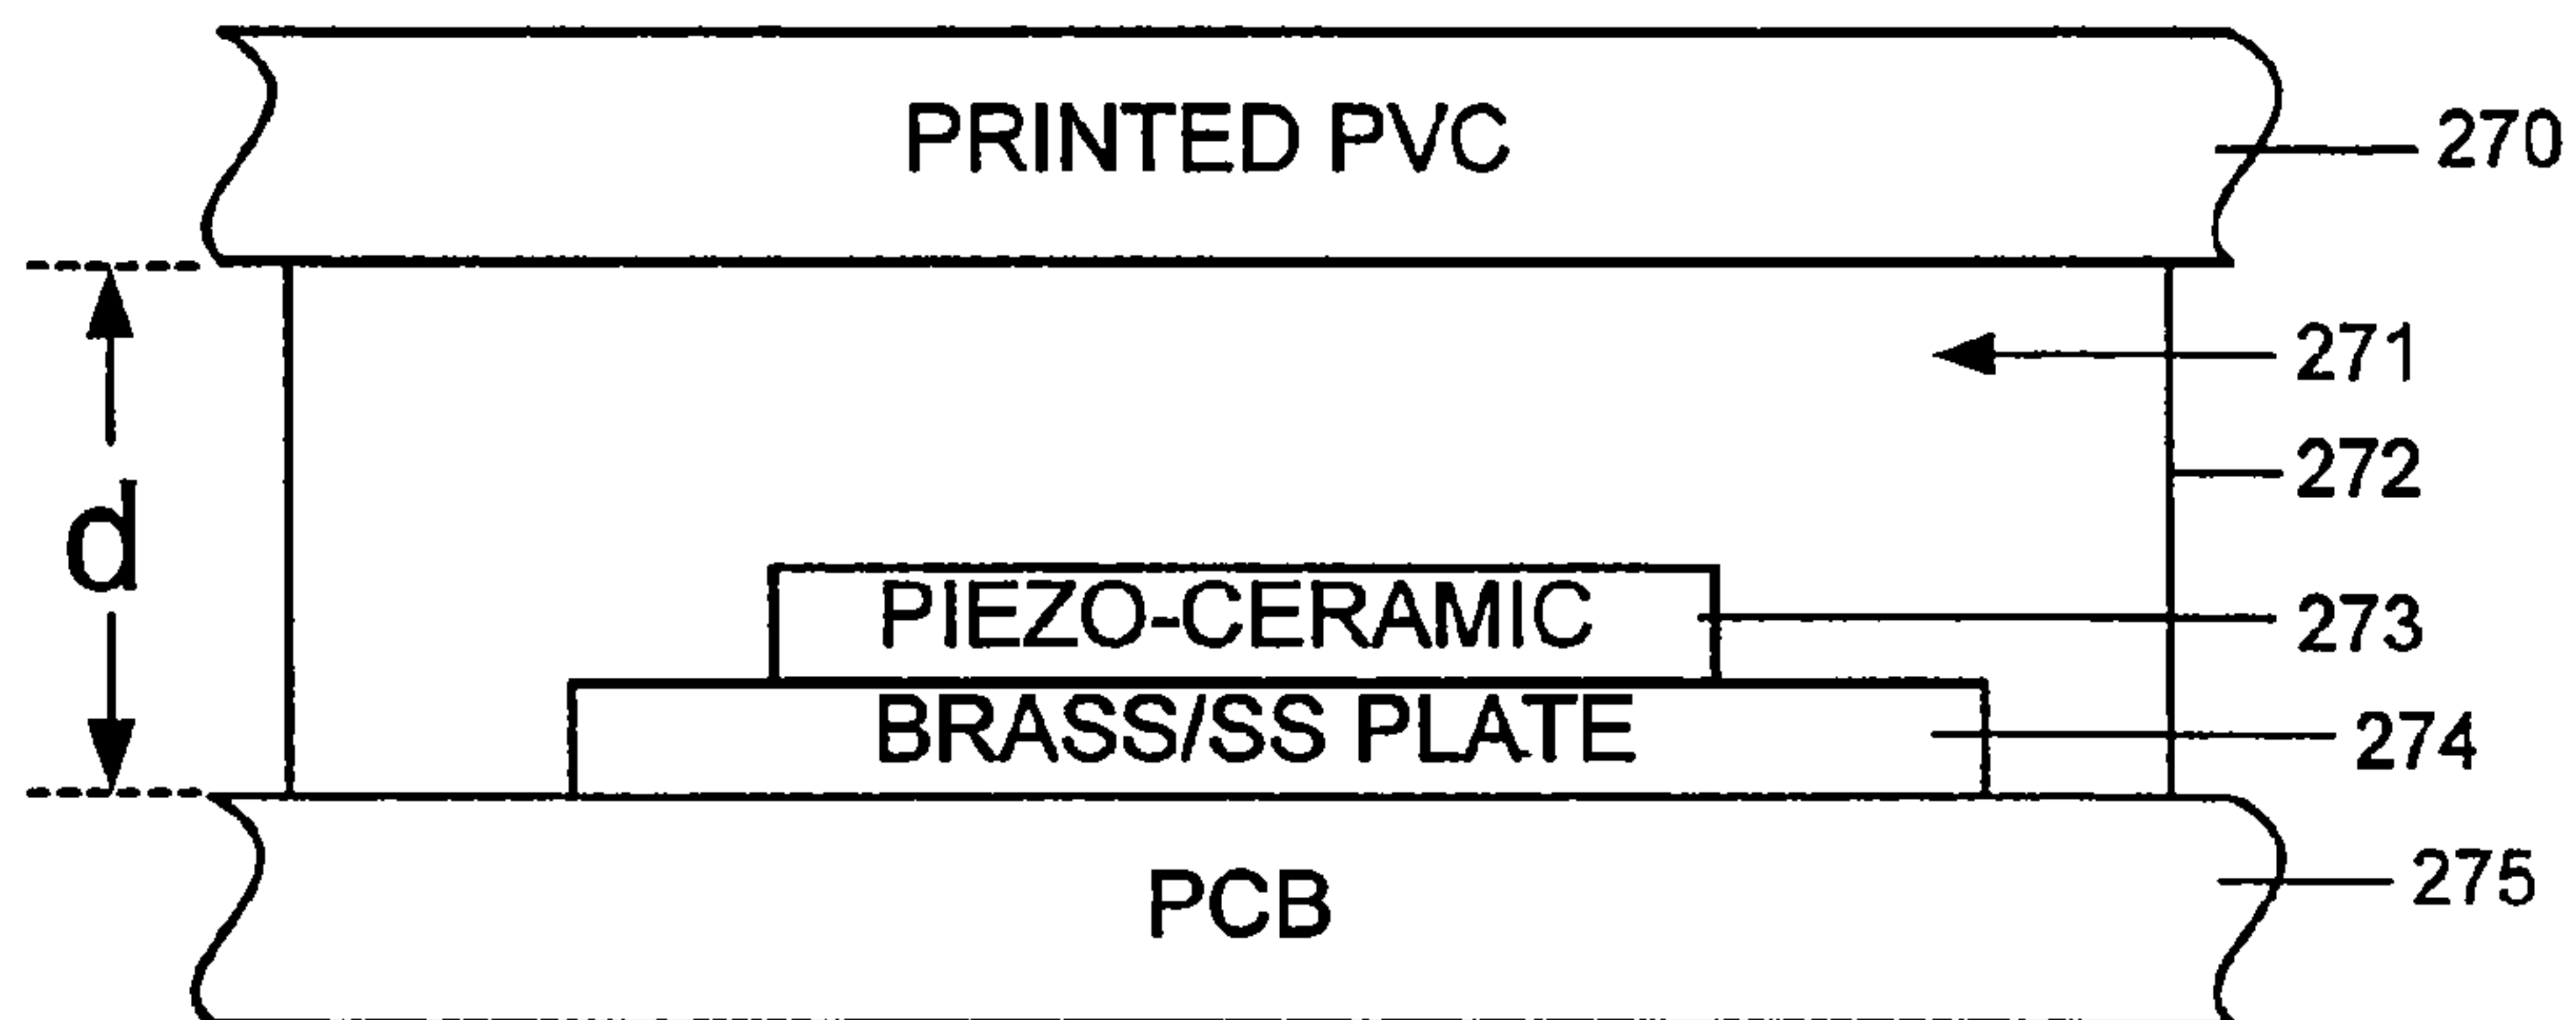 PRINTED PVC
270
271
272
d
PIEZO-CERAMIC
273
BRASS/SS PLATE
274
PCB
275